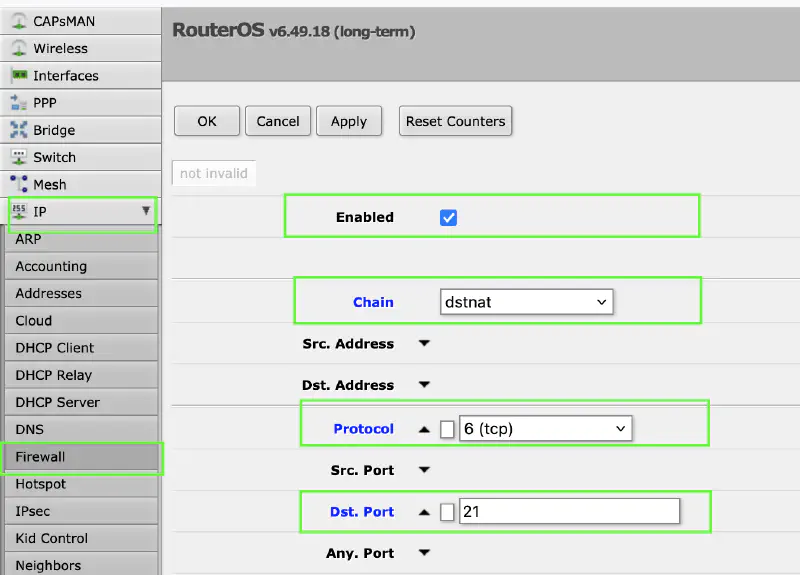 CAPsMAN
Wireless
Interfaces
PPP
Bridge
Switch
Mesh
255
IP
ARP
Accounting
Addresses
Cloud
DHCP Client
DHCP Relay
DHCP Server
DNS
Firewall
Hotspot
IPsec
Kid Control
Neighbors
RouterOS v6.49.18 (long-term)
OK Cancel Apply Reset Counters
not invalid
Enabled
Chain dstnat
Src. Address
Dst. Address
Protocol 6 (tcp)
Src. Port
Dst. Port 21
Any. Port